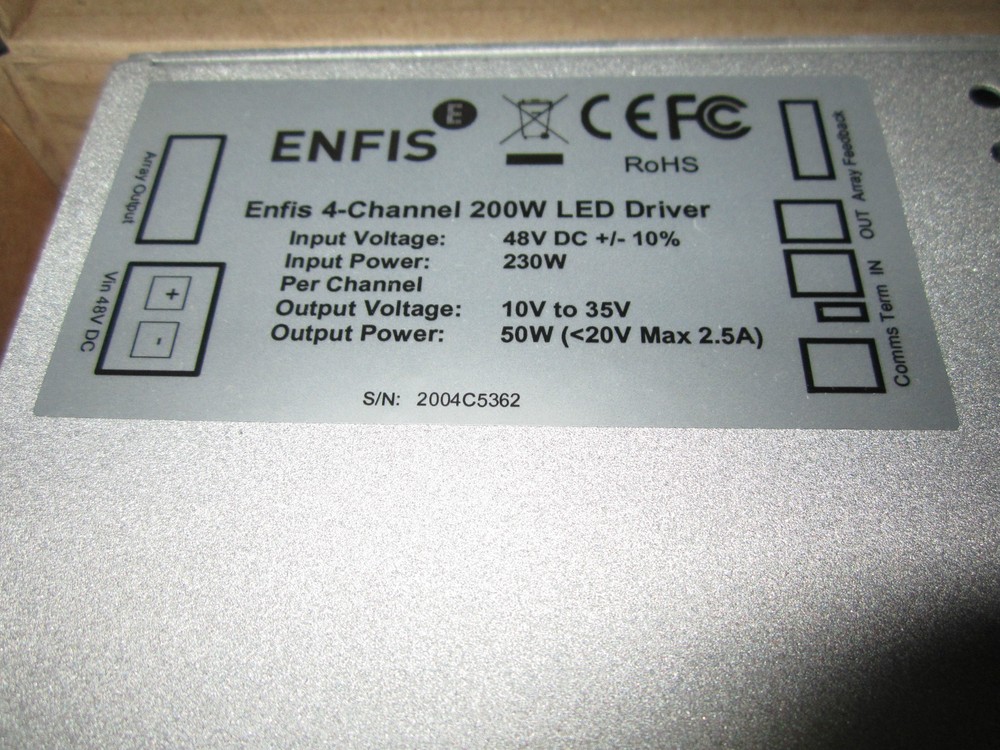 ENFIS E
CE FC
RoHS
Enfis 4-Channel 200W LED Driver
Input Voltage: 48V DC +/- 10%
Input Power: 230W
Per Channel
Output Voltage: 10V to 35V
Output Power: 50W (<20V Max 2.5A)
S/N: 2004C5362
Array Output
Vin 48V DC
+
-
Array Feedback
OUT
IN
Term
Comms